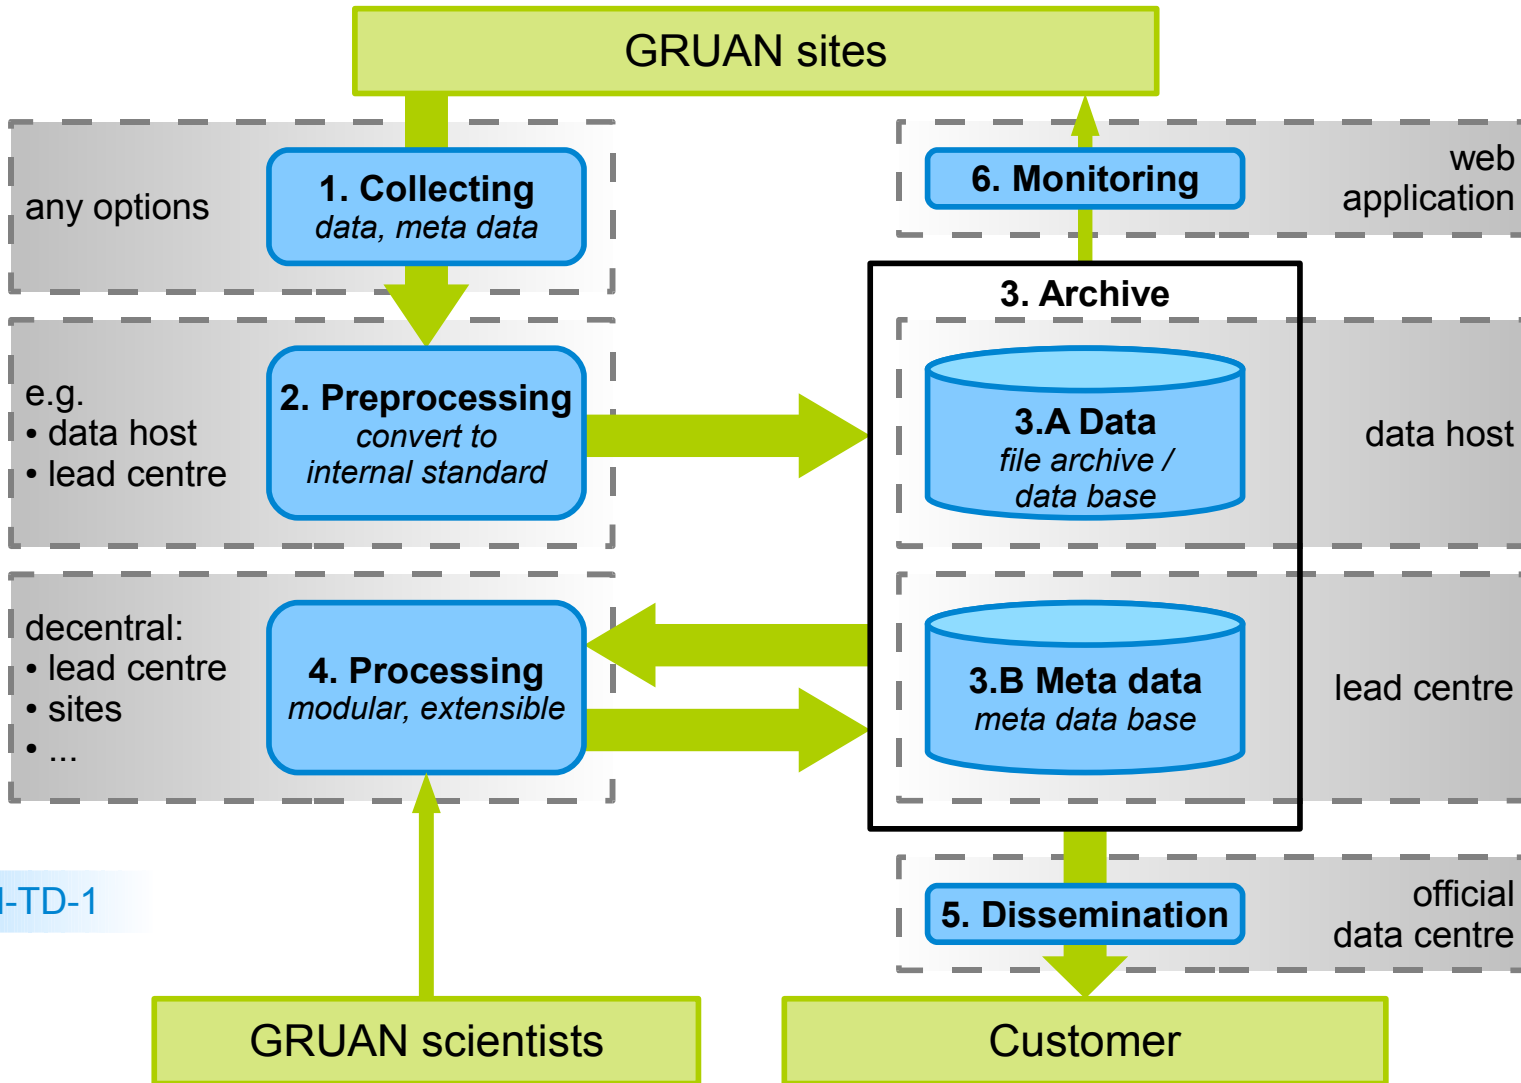 GRUAN sites
any options
1. Collecting
data, meta data
6. Monitoring
web
application
e.g.
• data host
• lead centre
2. Preprocessing
convert to
internal standard
3. Archive
3.A Data
file archive /
data base
data host
decentral:
• lead centre
• sites
• ...
4. Processing
modular, extensible
3.B Meta data
meta data base
lead centre
-TD-1
5. Dissemination
official
data centre
GRUAN scientists
Customer